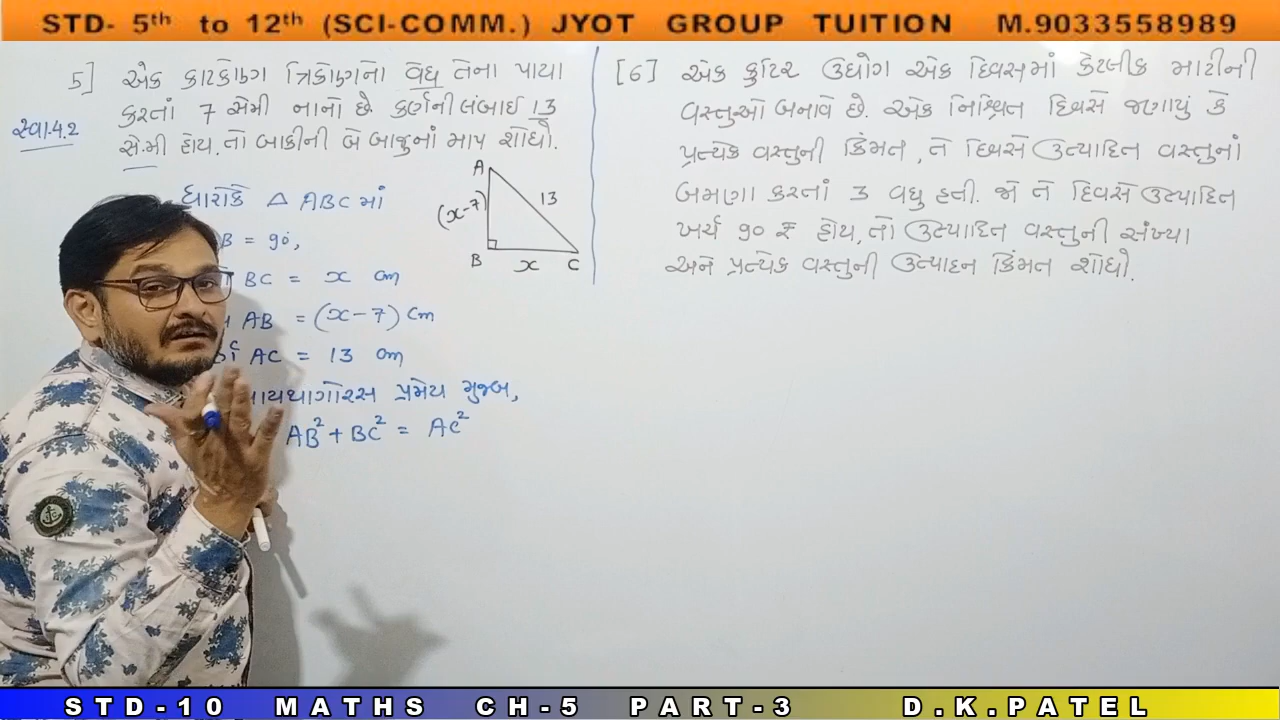 STD- 5th to 12th (SCI-COMM.) JYOT GROUP TUITION M.9033558989
5] એક કાટકોણ ત્રિકોણનો વેધ તેના પાયા
કરતાં 7 સેમી નાનો છે. કર્ણની લંબાઈ 13
સ્વા.4.2
સેમી હોય, તો બાકીની બે બાજુનાં માપ શોધો.
ધારોકે △ ABC માં
B = 90,
BC = x cm
AB = (x-7) cm
AC = 13 cm
પાયથાગોરસ પ્રમેય મુજબ,
AB² + BC² = AC²
A
(x-7)
13
B
x
C
[6] એક કુટિર ઉદ્યોગ એક દિવસમાં કેટલીક માટીની
વસ્તુઓ બનાવે છે. એક નિશ્ચિત દિવસે જણાયું કે
પ્રત્યેક વસ્તુની કિંમત, તે દિવસે ઉત્પાદિત વસ્તુનાં
બમણા કરતાં 3 વધુ હતી. જો તે દિવસે ઉત્પાદિત
ખર્ચ ૯૦ ₹ હોય, તો ઉત્પાદિત વસ્તુની સંખ્યા
અને પ્રત્યેક વસ્તુની ઉત્પાદન કિંમત શોધો.
STD-10 MATHS CH-5 PART-3 D.K.PATEL